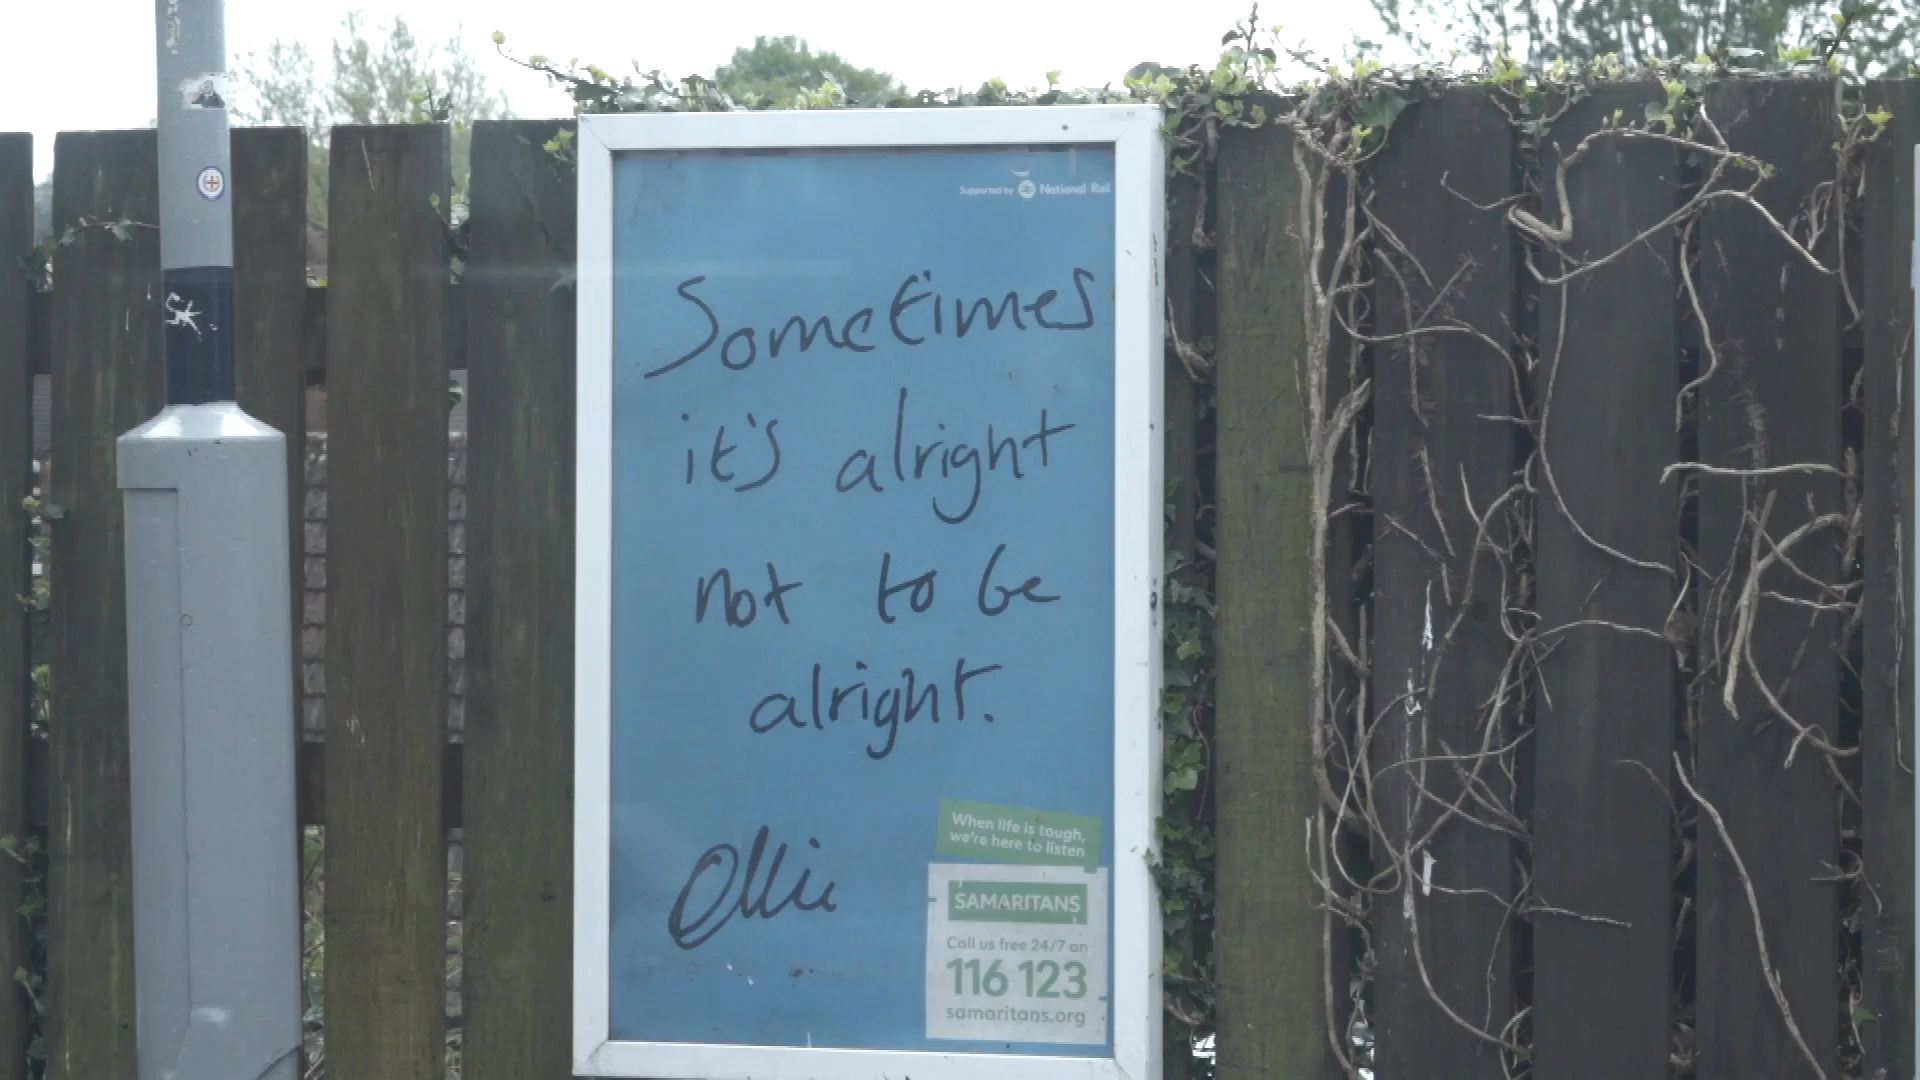 Supported by National Rail
Sometimes
it's alright
not to be
alright.
Ollie
When life is tough,
we're here to listen
SAMARITANS
Call us free 24/7 on
116 123
samaritans.org